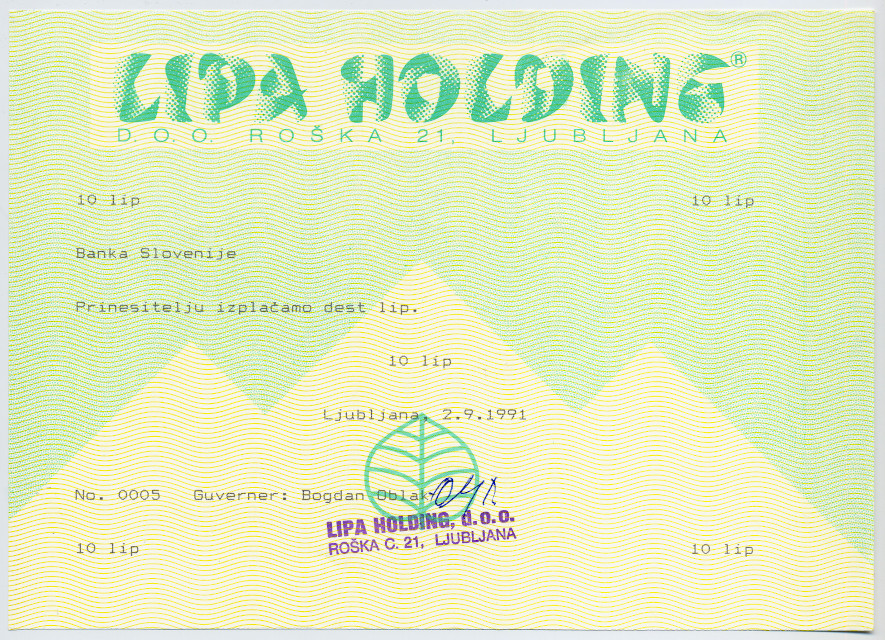 LIPA HOLDING®
D. O. O. ROŠKA 21, LJUBLJANA
10 lip 10 lip
Banka Slovenije
Prinesitelju izplačamo dest lip.
10 lip
Ljubljana, 2.9.1991
No. 0005 Guverner: Bogdan Oblak
LIPA HOLDING, d.o.o.
ROŠKA C. 21, LJUBLJANA
10 lip 10 lip